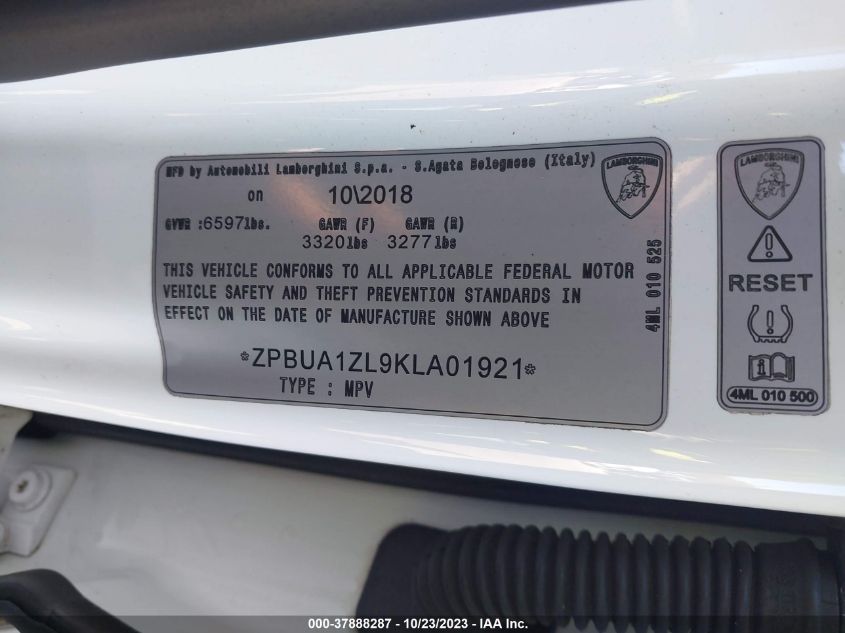 MFD by Automobili Lamborghini S.p.a. - S.Agata Bolognese (Italy)
on 10\2018
GVWR :6597lbs. GAWR (F) GAWR (R)
3320lbs 3277lbs
THIS VEHICLE CONFORMS TO ALL APPLICABLE FEDERAL MOTOR
VEHICLE SAFETY AND THEFT PREVENTION STANDARDS IN
EFFECT ON THE DATE OF MANUFACTURE SHOWN ABOVE
*ZPBUA1ZL9KLA01921*
TYPE : MPV
LAMBORGHINI
4ML 010 525
LAMBORGHINI
RESET
4ML 010 500
000-37888287 - 10/23/2023 - IAA Inc.